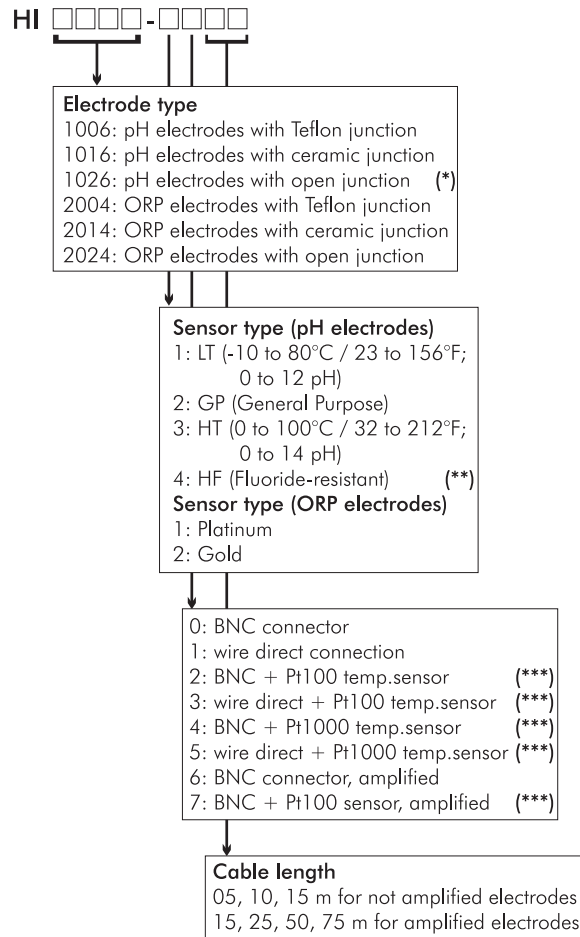 HI □□□□-□□□□
Electrode type
1006: pH electrodes with Teflon junction
1016: pH electrodes with ceramic junction
1026: pH electrodes with open junction (*)
2004: ORP electrodes with Teflon junction
2014: ORP electrodes with ceramic junction
2024: ORP electrodes with open junction
Sensor type (pH electrodes)
1: LT (-10 to 80°C / 23 to 156°F;
0 to 12 pH)
2: GP (General Purpose)
3: HT (0 to 100°C / 32 to 212°F;
0 to 14 pH)
4: HF (Fluoride-resistant) (**)
Sensor type (ORP electrodes)
1: Platinum
2: Gold
0: BNC connector
1: wire direct connection
2: BNC + Pt100 temp.sensor (***)
3: wire direct + Pt100 temp.sensor (***)
4: BNC + Pt1000 temp.sensor (***)
5: wire direct + Pt1000 temp.sensor (***)
6: BNC connector, amplified
7: BNC + Pt100 sensor, amplified (***)
Cable length
05, 10, 15 m for not amplified electrodes
15, 25, 50, 75 m for amplified electrodes